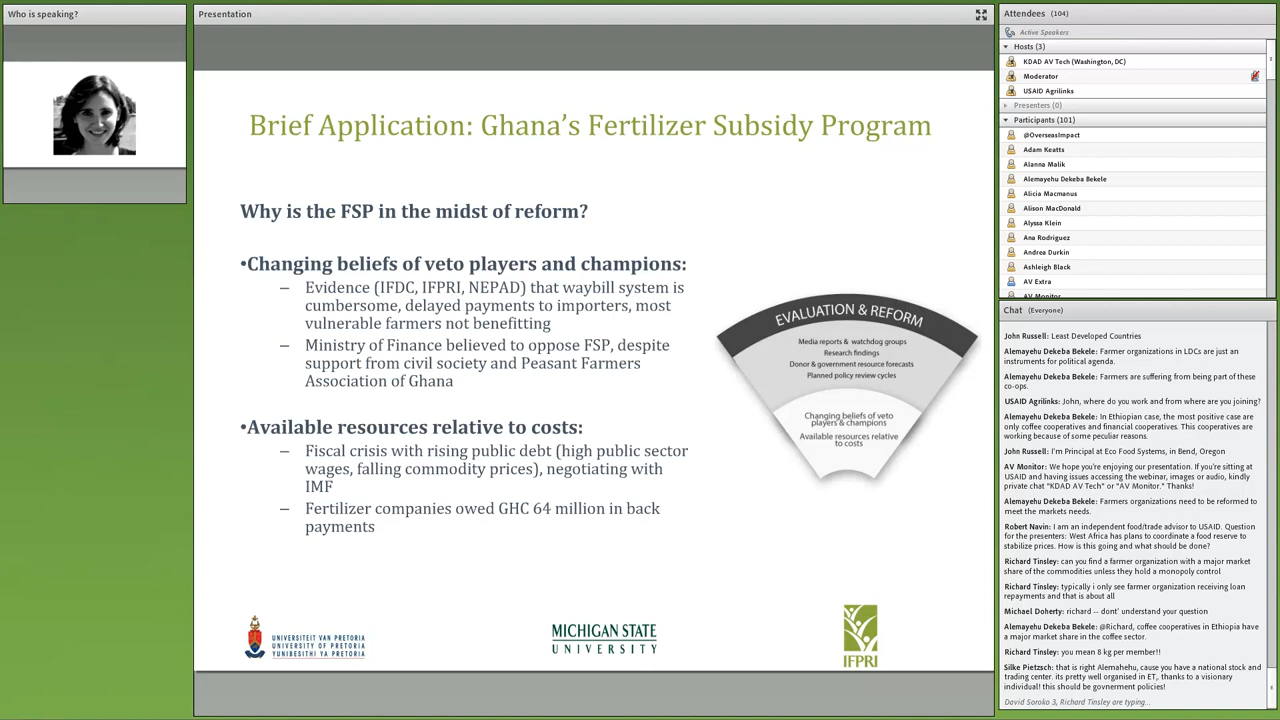 Who is speaking?
Presentation
Brief Application: Ghana’s Fertilizer Subsidy Program
Why is the FSP in the midst of reform?
•Changing beliefs of veto players and champions:
– Evidence (IFDC, IFPRI, NEPAD) that waybill system is
cumbersome, delayed payments to importers, most
vulnerable farmers not benefitting
– Ministry of Finance believed to oppose FSP, despite
support from civil society and Peasant Farmers
Association of Ghana
•Available resources relative to costs:
– Fiscal crisis with rising public debt (high public sector
wages, falling commodity prices), negotiating with
IMF
– Fertilizer companies owed GHC 64 million in back
payments
EVALUATION & REFORM
Media reports & watchdog groups
Research findings
Donor & government resource forecasts
Planned policy review cycles
Changing beliefs of veto
players & champions
Available resources relative
to costs
UNIVERSITEIT VAN PRETORIA
UNIVERSITY OF PRETORIA
YUNIBESITHI YA PRETORIA
MICHIGAN STATE
UNIVERSITY
IFPRI
Attendees (104)
Active Speakers
Hosts (3)
KDAD AV Tech (Washington, DC)
Moderator
USAID Agrilinks
Presenters (0)
Participants (101)
@OverseasImpact
Adam Keatts
Alanna Malik
Alemayehu Dekeba Bekele
Alicia Macmanus
Alison MacDonald
Alyssa Klein
Ana Rodriguez
Andrea Durkin
Ashleigh Black
AV Extra
AV Monitor
Chat (Everyone)
John Russell: Least Developed Countries
Alemayehu Dekeba Bekele: Farmer organizations in LDCs are just an
instruments for political agenda.
Alemayehu Dekeba Bekele: Farmers are suffering from being part of these
co-ops.
USAID Agrilinks: John, where do you work and from where are you joining?
Alemayehu Dekeba Bekele: In Ethiopian case, the most positive case are
only coffee cooperatives and financial cooperatives. This cooperatives are
working because of some peculiar reasons.
John Russell: I'm Principal at Eco Food Systems, in Bend, Oregon
AV Monitor: We hope you're enjoying our presentation. If you're sitting at
USAID and having issues accessing the webinar, images or audio, kindly
private chat "KDAD AV Tech" or "AV Monitor." Thanks!
Alemayehu Dekeba Bekele: Farmers organizations need to be reformed to
meet the markets needs.
Robert Navin: I am an independent food/trade advisor to USAID. Question
for the presenters: West Africa has plans to coordinate a food reserve to
stabilize prices. How is this going and what should be done?
Richard Tinsley: can you find a farmer organization with a major market
share of the commodities unless they hold a monopoly control
Richard Tinsley: typically i only see farmer organization receiving loan
repayments and that is about all
Michael Doherty: richard -- dont' understand your question
Alemayehu Dekeba Bekele: @Richard, coffee cooperatives in Ethiopia have
a major market share in the coffee sector.
Richard Tinsley: you mean 8 kg per member!!
Silke Pietzsch: that is right Alemahehu, cause you have a national stock and
trading center. its pretty well organised in ET, thanks to a visionary
individual! this should be govnerment policies!
David Soroko 3, Richard Tinsley are typing...